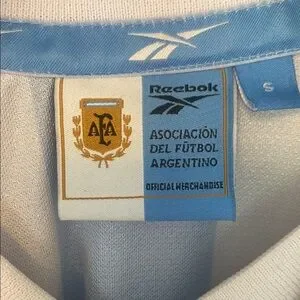 Reebok
S
AFA
ASOCIACIÓN
DEL FÚTBOL
ARGENTINO
OFFICIAL MERCHANDISE